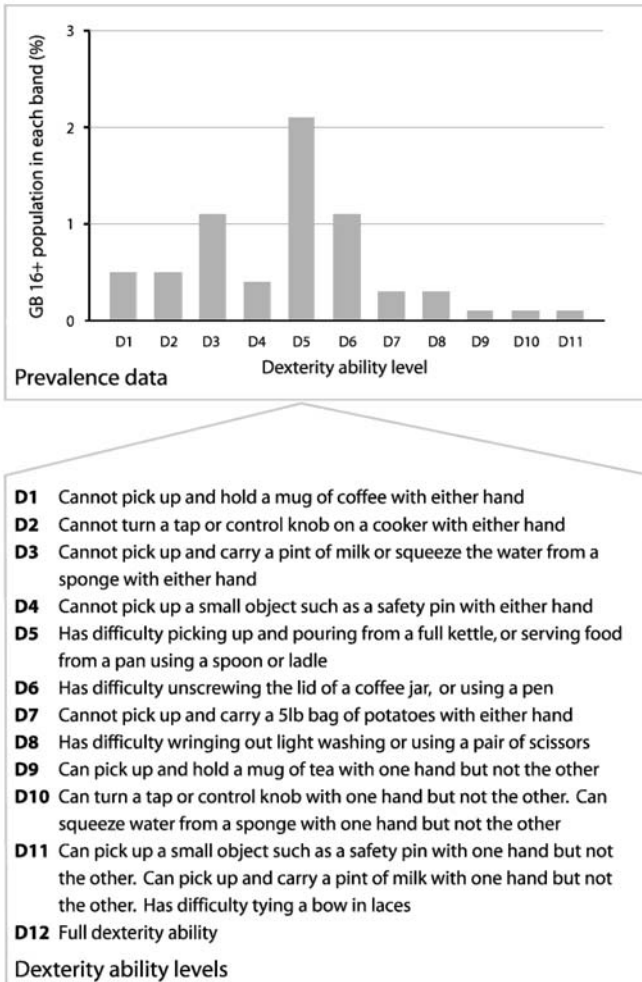 GB 16+ population in each band (%)
3
2
1
0
D1 D2 D3 D4 D5 D6 D7 D8 D9 D10 D11
Dexterity ability level
Prevalence data
D1 Cannot pick up and hold a mug of coffee with either hand
D2 Cannot turn a tap or control knob on a cooker with either hand
D3 Cannot pick up and carry a pint of milk or squeeze the water from a
sponge with either hand
D4 Cannot pick up a small object such as a safety pin with either hand
D5 Has difficulty picking up and pouring from a full kettle, or serving food
from a pan using a spoon or ladle
D6 Has difficulty unscrewing the lid of a coffee jar, or using a pen
D7 Cannot pick up and carry a 5lb bag of potatoes with either hand
D8 Has difficulty wringing out light washing or using a pair of scissors
D9 Can pick up and hold a mug of tea with one hand but not the other
D10 Can turn a tap or control knob with one hand but not the other. Can
squeeze water from a sponge with one hand but not the other
D11 Can pick up a small object such as a safety pin with one hand but not
the other. Can pick up and carry a pint of milk with one hand but not
the other. Has difficulty tying a bow in laces
D12 Full dexterity ability
Dexterity ability levels